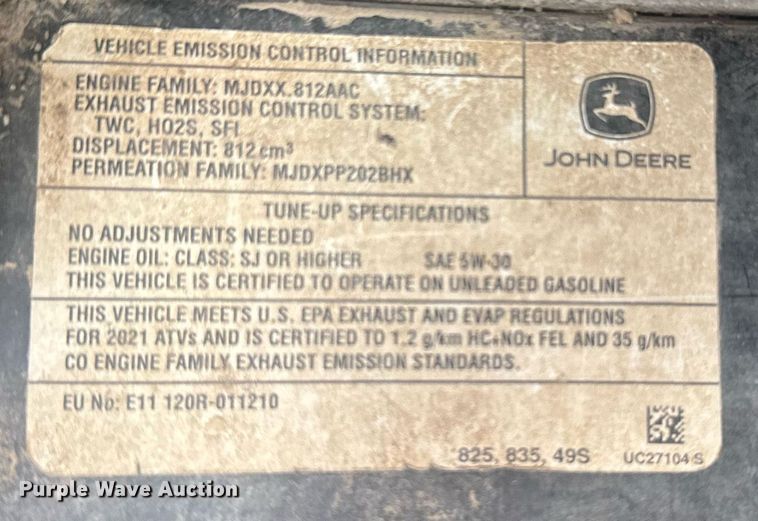 VEHICLE EMISSION CONTROL INFORMATION
ENGINE FAMILY: MJDXX.812AAC
EXHAUST EMISSION CONTROL SYSTEM:
TWC, HO2S, SFI
DISPLACEMENT: 812 cm³
PERMEATION FAMILY: MJDXPP202BHX
JOHN DEERE
TUNE-UP SPECIFICATIONS
NO ADJUSTMENTS NEEDED
ENGINE OIL: CLASS: SJ OR HIGHER SAE 5W-30
THIS VEHICLE IS CERTIFIED TO OPERATE ON UNLEADED GASOLINE
THIS VEHICLE MEETS U.S. EPA EXHAUST AND EVAP REGULATIONS
FOR 2021 ATVs AND IS CERTIFIED TO 1.2 g/km HC+NOx FEL AND 35 g/km
CO ENGINE FAMILY EXHAUST EMISSION STANDARDS.
EU No: E11 120R-011210
825, 835, 49S UC27104 S
Purple Wave Auction